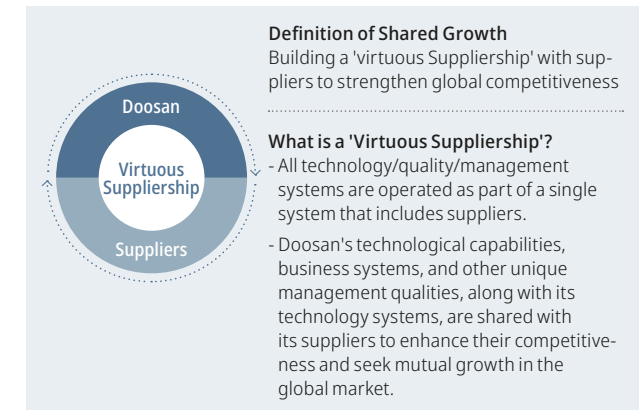 Doosan
Virtuous
Suppliership
Suppliers
Definition of Shared Growth
Building a 'virtuous Suppliership' with sup-
pliers to strengthen global competitiveness
What is a 'Virtuous Suppliership'?
- All technology/quality/management
systems are operated as part of a single
system that includes suppliers.
- Doosan's technological capabilities,
business systems, and other unique
management qualities, along with its
technology systems, are shared with
its suppliers to enhance their competitive-
ness and seek mutual growth in the
global market.